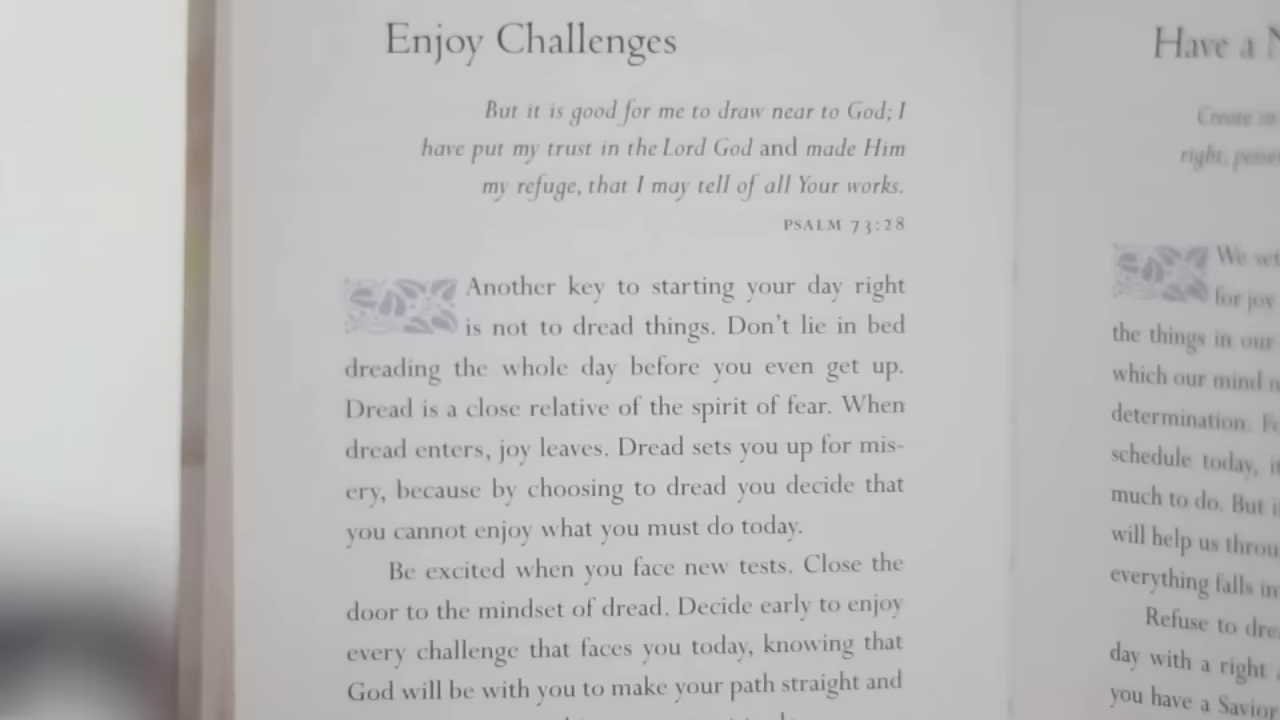 Enjoy Challenges
But it is good for me to draw near to God; I
have put my trust in the Lord God and made Him
my refuge, that I may tell of all Your works.
PSALM 73:28
Another key to starting your day right
is not to dread things. Don't lie in bed
dreading the whole day before you even get up.
Dread is a close relative of the spirit of fear. When
dread enters, joy leaves. Dread sets you up for mis-
ery, because by choosing to dread you decide that
you cannot enjoy what you must do today.
Be excited when you face new tests. Close the
door to the mindset of dread. Decide early to enjoy
every challenge that faces you today, knowing that
God will be with you to make your path straight and
Have a
Create in
right,
We
for joy
the things in our
which our mind
determination.
schedule today,
much to do. But
will help us
everything falls
Refuse to
day with a right
you have a Savior